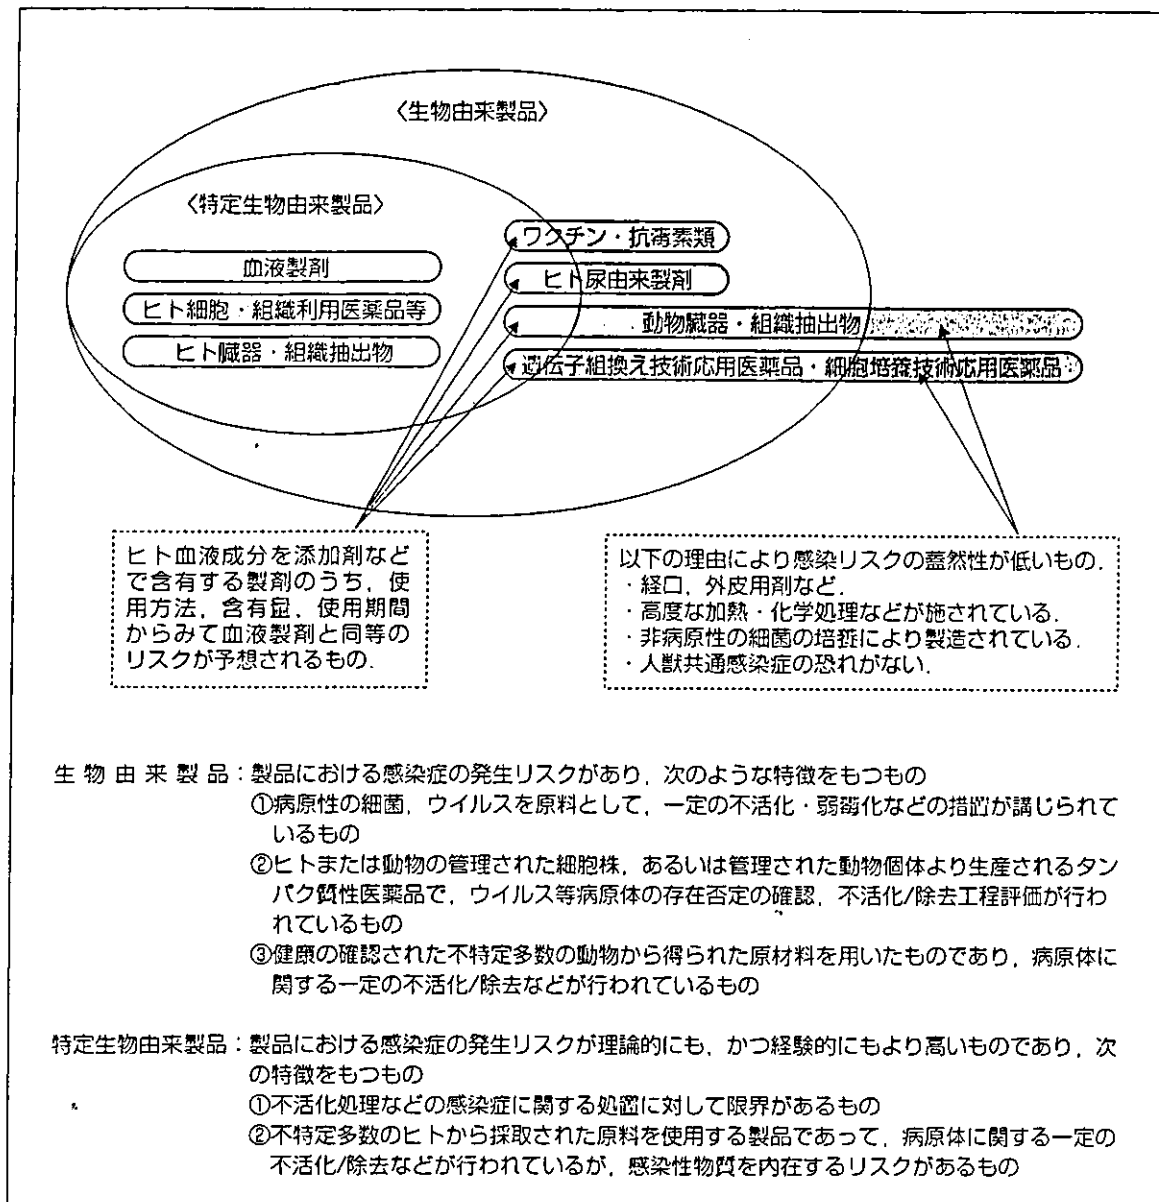 〈生物由来製品〉
〈特定生物由来製品〉
血液製剤
ヒト細胞・組織利用医薬品等
ヒト臓器・組織抽出物
ワクチン・抗毒素類
ヒト尿由来製剤
動物臓器・組織抽出物
遺伝子組換え技術応用医薬品・細胞培養技術応用医薬品
ヒト血液成分を添加剤など
で含有する製剤のうち，使
用方法，含有量，使用期間
からみて血液製剤と同等の
リスクが予想されるもの．
以下の理由により感染リスクの蓋然性が低いもの．
・経口，外皮用剤など．
・高度な加熱・化学処理などが施されている．
・非病原性の細菌の培養により製造されている．
・人獣共通感染症の恐れがない．
生物由来製品：製品における感染症の発生リスクがあり，次のような特徴をもつもの
①病原性の細菌，ウイルスを原料として，一定の不活化・弱毒化などの措置が講じられて
いるもの
②ヒトまたは動物の管理された細胞株，あるいは管理された動物個体より生産されるタン
パク質性医薬品で，ウイルス等病原体の存在否定の確認，不活化/除去工程評価が行わ
れているもの
③健康の確認された不特定多数の動物から得られた原材料を用いたものであり，病原体に
関する一定の不活化/除去などが行われているもの
特定生物由来製品：製品における感染症の発生リスクが理論的にも，かつ経験的にもより高いものであり，次
の特徴をもつもの
①不活化処理などの感染症に関する処置に対して限界があるもの
②不特定多数のヒトから採取された原料を使用する製品であって，病原体に関する一定の
不活化/除去などが行われているが，感染性物質を内在するリスクがあるもの